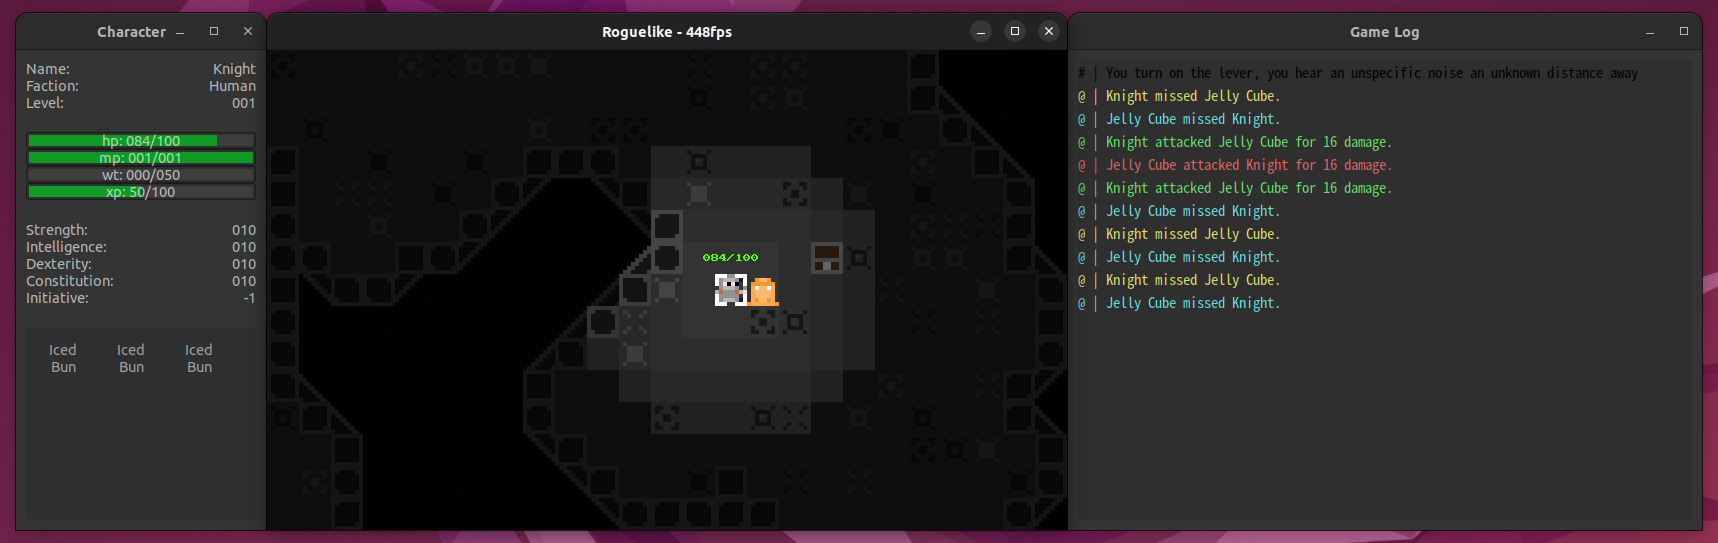 Character
Name: Knight
Faction: Human
Level: 001
hp: 084/100
mp: 001/001
wt: 000/050
xp: 50/100
Strength: 010
Intelligence: 010
Dexterity: 010
Constitution: 010
Initiative: -1
Iced Iced Iced
Bun Bun Bun
Roguelike - 448fps
084/100
Game Log
# | You turn on the lever, you hear an unspecific noise an unknown distance away
@ | Knight missed Jelly Cube.
@ | Jelly Cube missed Knight.
@ | Knight attacked Jelly Cube for 16 damage.
@ | Jelly Cube attacked Knight for 16 damage.
@ | Knight attacked Jelly Cube for 16 damage.
@ | Jelly Cube missed Knight.
@ | Knight missed Jelly Cube.
@ | Jelly Cube missed Knight.
@ | Knight missed Jelly Cube.
@ | Jelly Cube missed Knight.